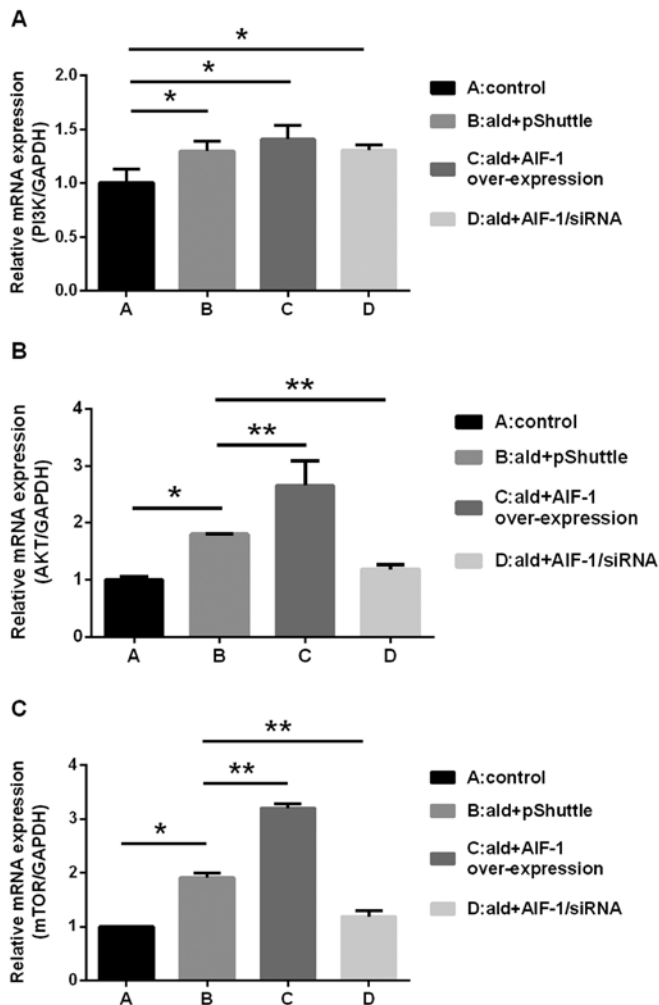 A
*
*
*
Relative mRNA expression
(PI3K/GAPDH)
2.0
1.5
1.0
0.5
0.0
A B C D
A:control
B:ald+pShuttle
C:ald+AIF-1
over-expression
D:ald+AIF-1/siRNA
B
**
**
*
Relative mRNA expression
(AKT/GAPDH)
4
3
2
1
0
A B C D
A:control
B:ald+pShuttle
C:ald+AIF-1
over-expression
D:ald+AIF-1/siRNA
C
**
**
*
Relative mRNA expression
(mTOR/GAPDH)
4
3
2
1
0
A B C D
A:control
B:ald+pShuttle
C:ald+AIF-1
over-expression
D:ald+AIF-1/siRNA